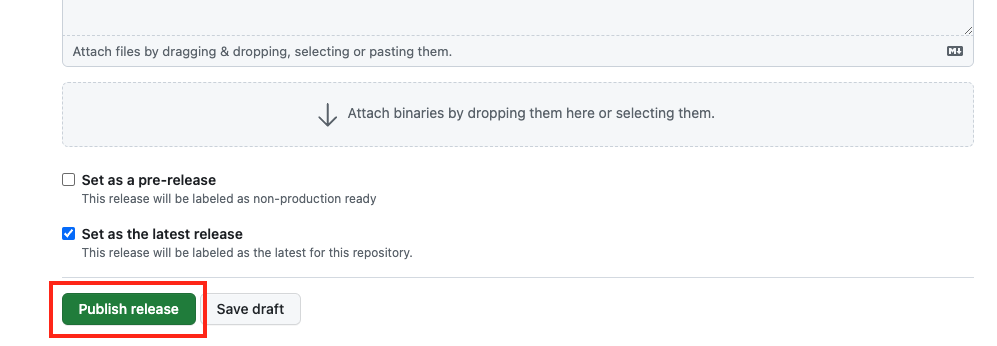 Attach files by dragging & dropping, selecting or pasting them.
Attach binaries by dropping them here or selecting them.
Set as a pre-release
This release will be labeled as non-production ready
Set as the latest release
This release will be labeled as the latest for this repository.
Publish release Save draft